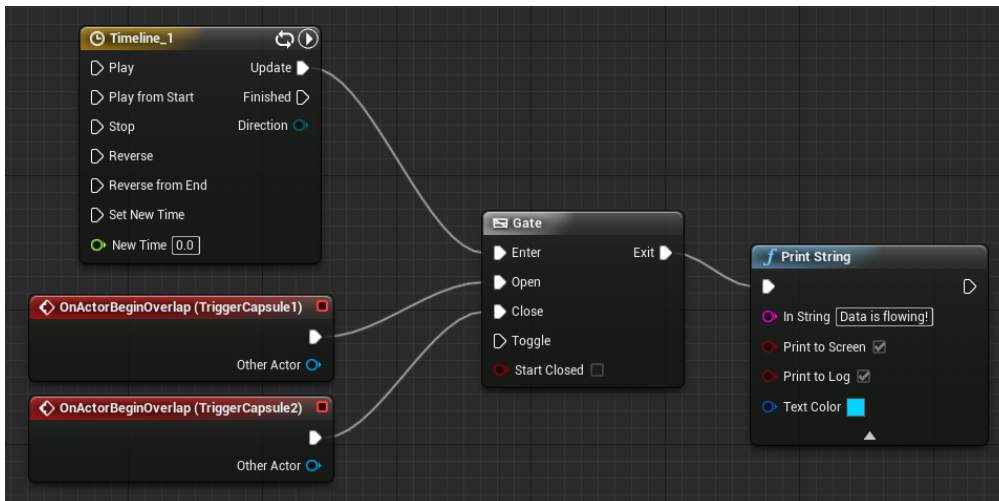 Timeline_1
Play Update
Play from Start Finished
Stop Direction
Reverse
Reverse from End
Set New Time
New Time 0.0
OnActorBeginOverlap (TriggerCapsule1)
Other Actor
OnActorBeginOverlap (TriggerCapsule2)
Other Actor
Gate
Enter Exit
Open
Close
Toggle
Start Closed
f Print String
In String Data is flowing!
Print to Screen
Print to Log
Text Color